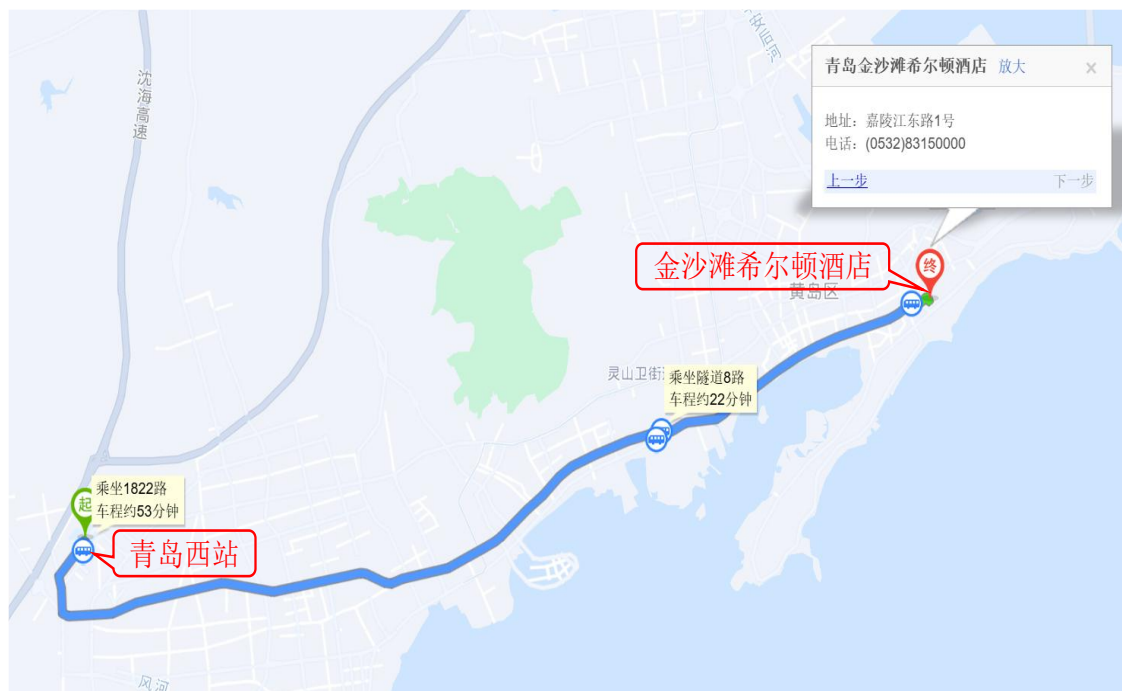 安后河
沈海高速
青岛金沙滩希尔顿酒店 放大 ×
地址：嘉陵江东路1号
电话：(0532)83150000
上一步 下一步
金沙滩希尔顿酒店
终
黄岛区
灵山卫街
乘坐隧道8路
车程约22分钟
乘坐1822路
车程约53分钟
起
青岛西站
风河